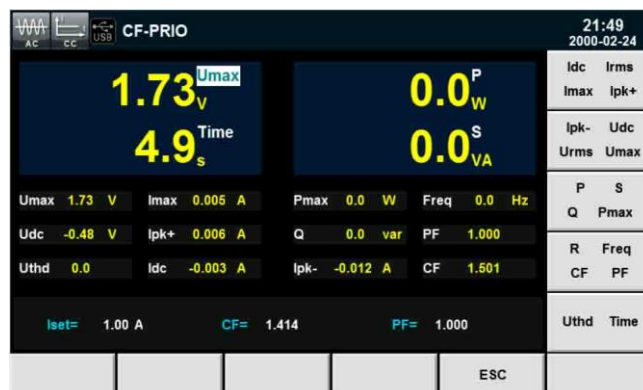 AC CC USB CF-PRIO 21:49
2000-02-24
1.73 V Umax 0.0 W P
4.9 s Time 0.0 VA S
Umax 1.73 V Imax 0.005 A Pmax 0.0 W Freq 0.0 Hz
Udc -0.48 V Ipk+ 0.006 A Q 0.0 var PF 1.000
Uthd 0.0 Idc -0.003 A Ipk- -0.012 A CF 1.501
Iset= 1.00 A CF= 1.414 PF= 1.000
Idc Irms
Imax Ipk+
Ipk- Udc
Urms Umax
P S
Q Pmax
R Freq
CF PF
Uthd Time
ESC